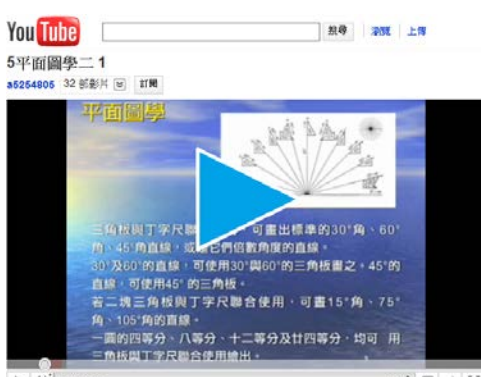 YouTube
搜尋 瀏覽 上傳
5平面圖學二 1
a5254805 32 部影片 訂閱
平面圖學
三角板與丁字尺聯 可畫出標準的30°角、60°
角、45°角直線，或 它們倍數角度的直線。
30°及60°的直線，可使用30°與60°的三角板畫之。45°的
直線，可使用45°的三角板。
若二塊三角板與丁字尺聯合使用，可畫15°角、75°
角、105°角的直線。
一圓的四等分、八等分、十二等分及廿四等分，均可 用
三角板與丁字尺聯合使用繪出。